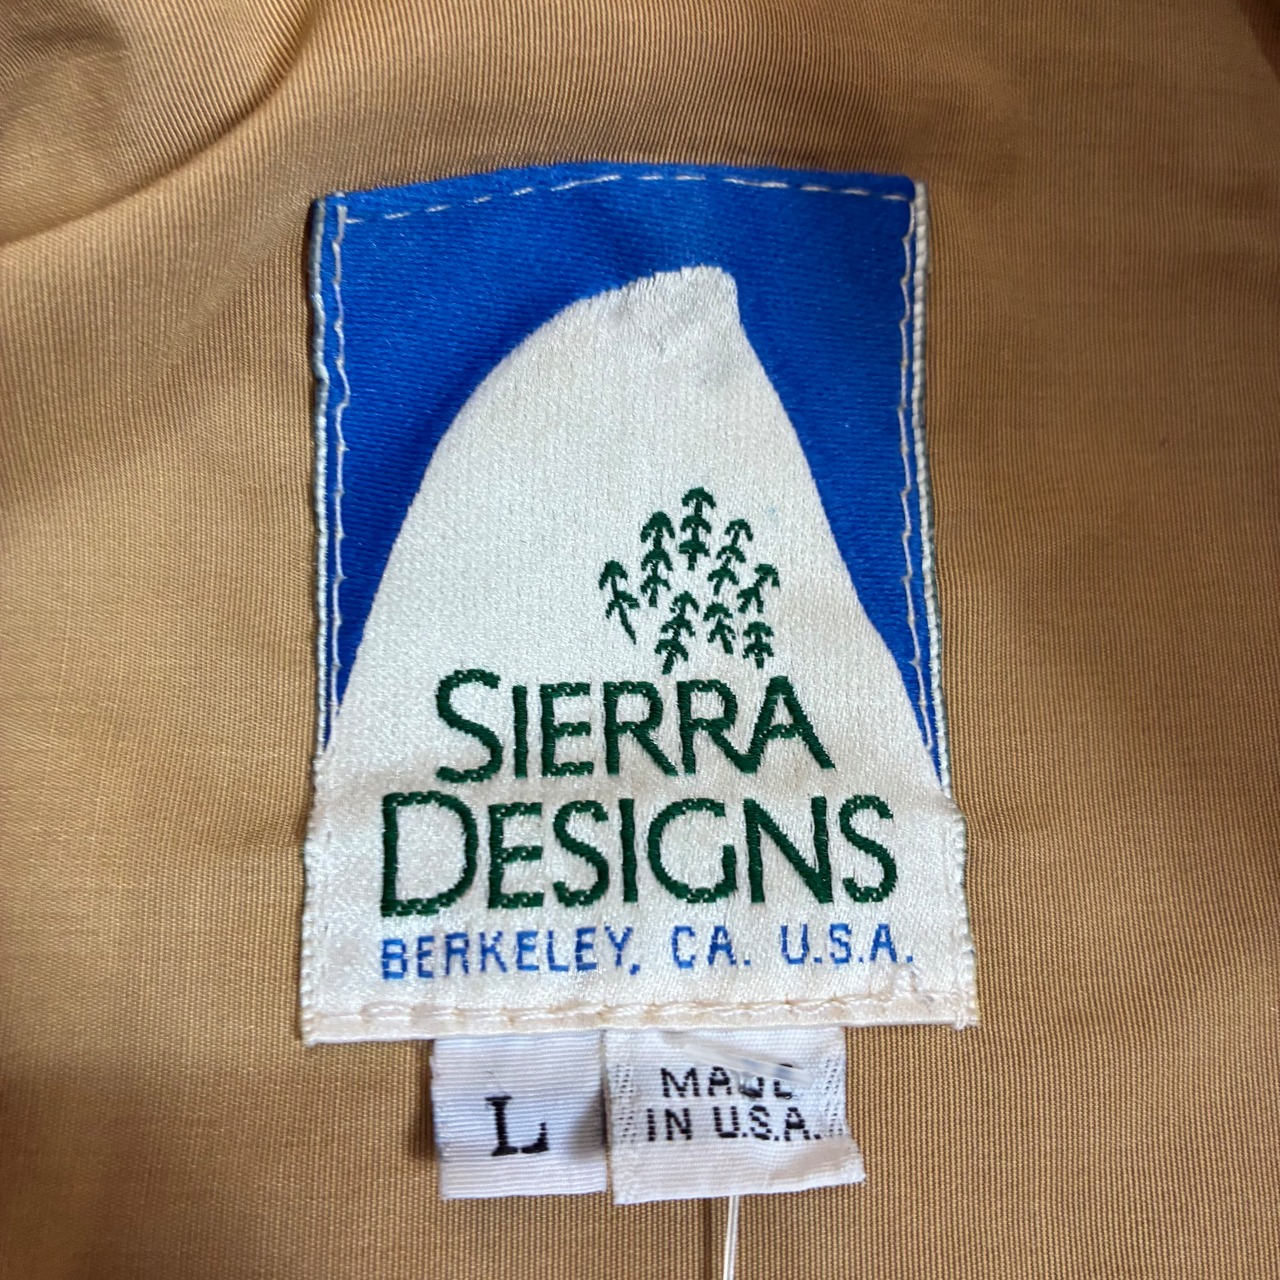 SIERRA
DESIGNS
BERKELEY, CA. U.S.A.
L
MADE
IN U.S.A.